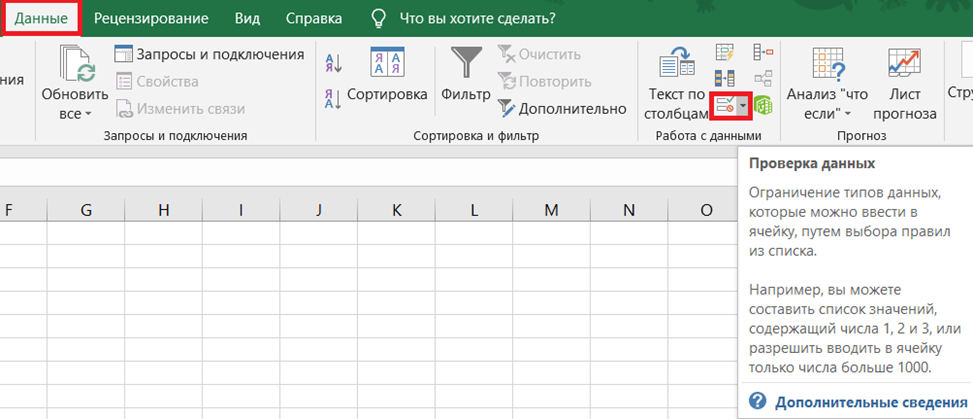 Данные Рецензирование Вид Справка Что вы хотите сделать?
ния
Обновить
все
Запросы и подключения
Свойства
Изменить связи
Запросы и подключения
Сортировка
Фильтр
Очистить
Повторить
Дополнительно
Сортировка и фильтр
Текст по
столбцам
Работа с данными
Анализ "что
если"
Лист
прогноза
Прогноз
Стру
F G H I J K L M N O
Проверка данных
Ограничение типов данных,
которые можно ввести в
ячейку, путем выбора правил
из списка.
Например, вы можете
составить список значений,
содержащий числа 1, 2 и 3, или
разрешить вводить в ячейку
только числа больше 1000.
Дополнительные сведения